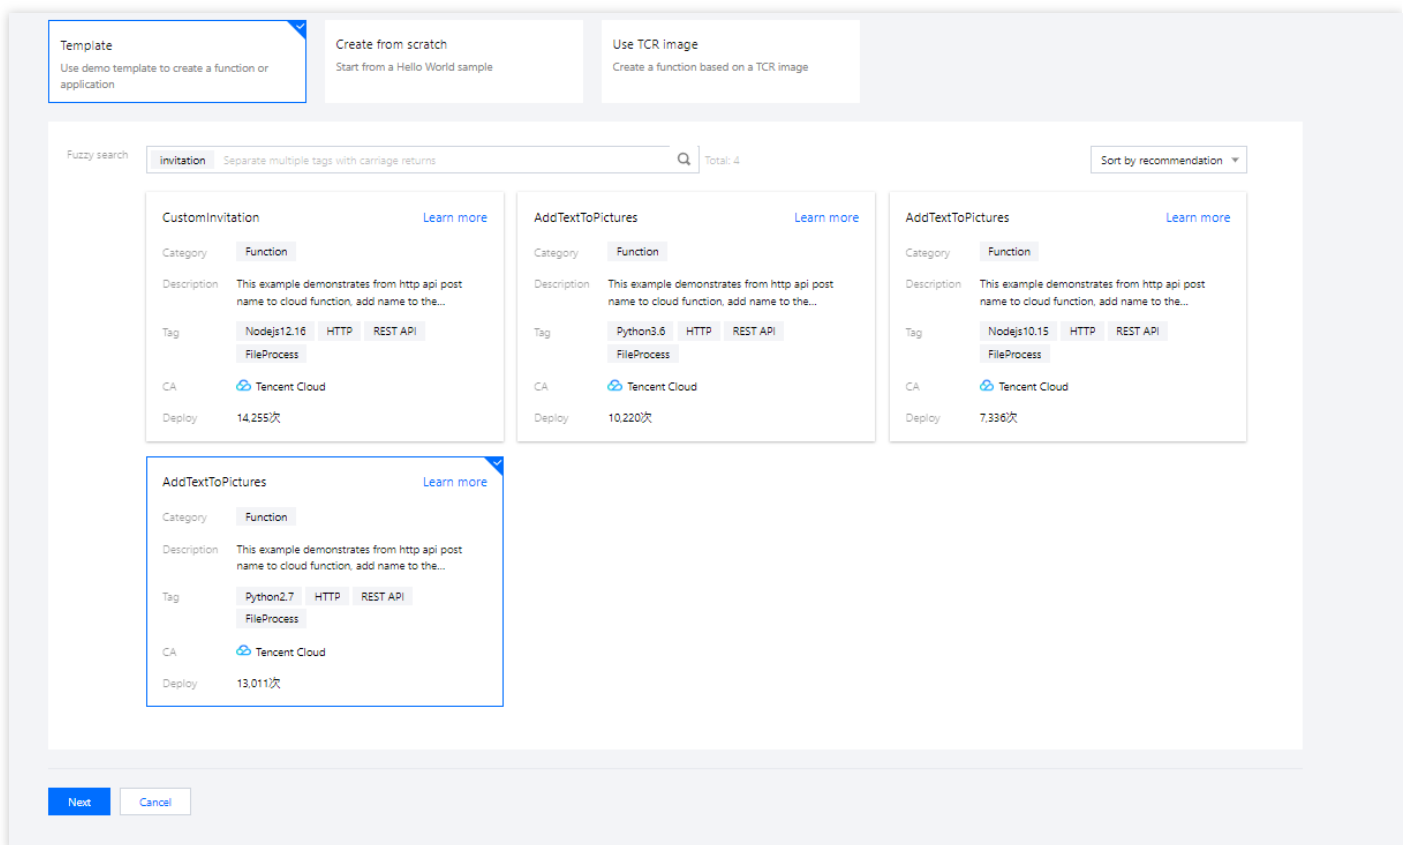 Template
Use demo template to create a function or
application
Create from scratch
Start from a Hello World sample
Use TCR image
Create a function based on a TCR image
Fuzzy search
invitation Separate multiple tags with carriage returns
Total: 4
Sort by recommendation
CustomInvitation Learn more
Category Function
Description This example demonstrates from http api post
name to cloud function, add name to the...
Tag Nodejs12.16 HTTP REST API
FileProcess
CA Tencent Cloud
Deploy 14,255次
AddTextToPictures Learn more
Category Function
Description This example demonstrates from http api post
name to cloud function, add name to the...
Tag Python3.6 HTTP REST API
FileProcess
CA Tencent Cloud
Deploy 10,220次
AddTextToPictures Learn more
Category Function
Description This example demonstrates from http api post
name to cloud function, add name to the...
Tag Nodejs10.15 HTTP REST API
FileProcess
CA Tencent Cloud
Deploy 7,336次
AddTextToPictures Learn more
Category Function
Description This example demonstrates from http api post
name to cloud function, add name to the...
Tag Python2.7 HTTP REST API
FileProcess
CA Tencent Cloud
Deploy 13,011次
Next Cancel